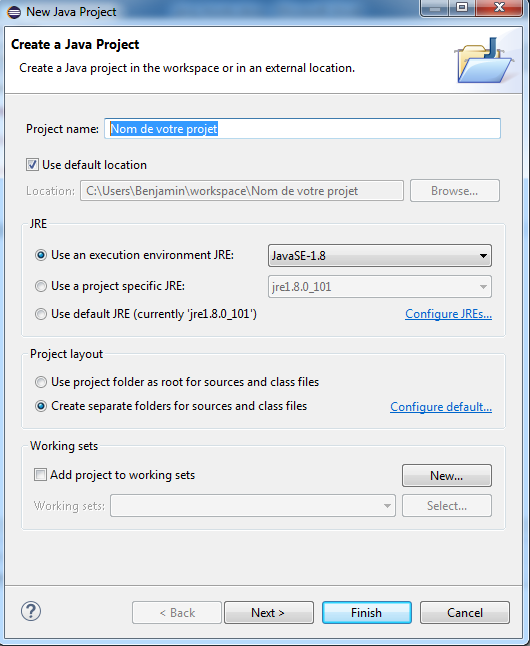 New Java Project
Create a Java Project
Create a Java project in the workspace or in an external location.
Project name: Nom de votre projet
Use default location
Location: C:\Users\Benjamin\workspace\Nom de votre projet Browse...
JRE
Use an execution environment JRE: JavaSE-1.8
Use a project specific JRE: jre1.8.0_101
Use default JRE (currently 'jre1.8.0_101') Configure JREs...
Project layout
Use project folder as root for sources and class files
Create separate folders for sources and class files Configure default...
Working sets
Add project to working sets New...
Working sets: Select...
? < Back Next > Finish Cancel